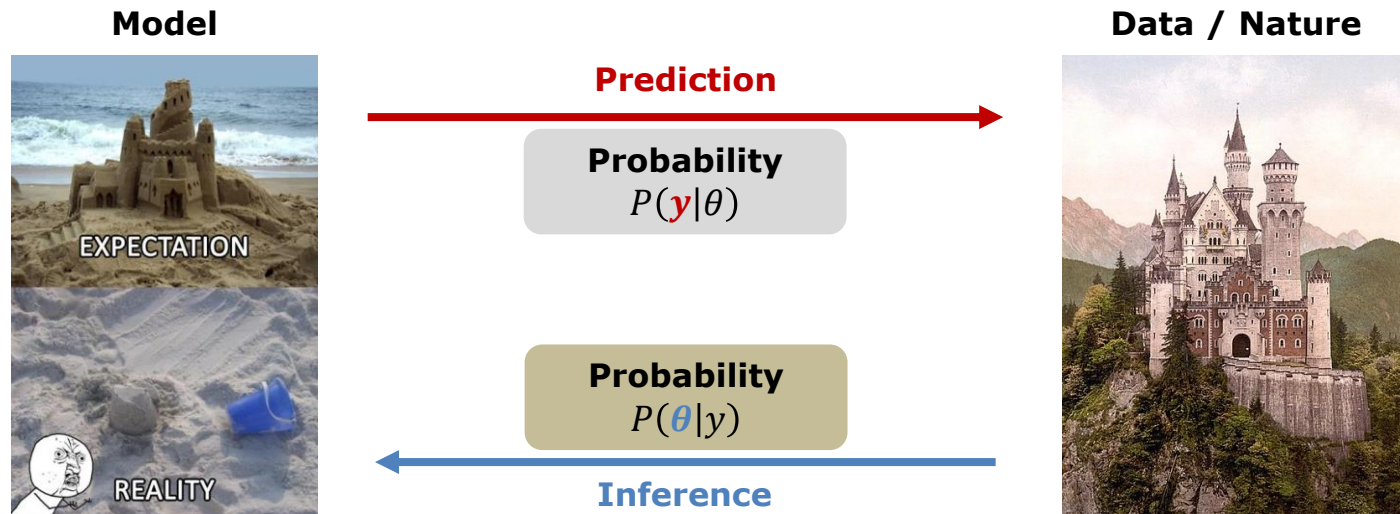 Model
Data / Nature
Prediction
Probability
P(y|θ)
EXPECTATION
Probability
P(θ|y)
REALITY
Inference